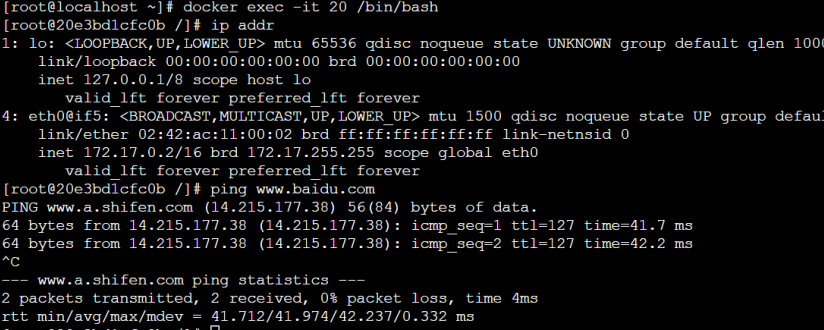 [root@localhost ~]# docker exec -it 20 /bin/bash
[root@20e3bd1cfc0b /]# ip addr
1: lo: <LOOPBACK,UP,LOWER_UP> mtu 65536 qdisc noqueue state UNKNOWN group default qlen 1000
    link/loopback 00:00:00:00:00:00 brd 00:00:00:00:00:00
    inet 127.0.0.1/8 scope host lo
       valid_lft forever preferred_lft forever
4: eth0@if5: <BROADCAST,MULTICAST,UP,LOWER_UP> mtu 1500 qdisc noqueue state UP group defau
    link/ether 02:42:ac:11:00:02 brd ff:ff:ff:ff:ff:ff link-netnsid 0
    inet 172.17.0.2/16 brd 172.17.255.255 scope global eth0
       valid_lft forever preferred_lft forever
[root@20e3bd1cfc0b /]# ping www.baidu.com
PING www.a.shifen.com (14.215.177.38) 56(84) bytes of data.
64 bytes from 14.215.177.38 (14.215.177.38): icmp_seq=1 ttl=127 time=41.7 ms
64 bytes from 14.215.177.38 (14.215.177.38): icmp_seq=2 ttl=127 time=42.2 ms
^C
--- www.a.shifen.com ping statistics ---
2 packets transmitted, 2 received, 0% packet loss, time 4ms
rtt min/avg/max/mdev = 41.712/41.974/42.237/0.332 ms